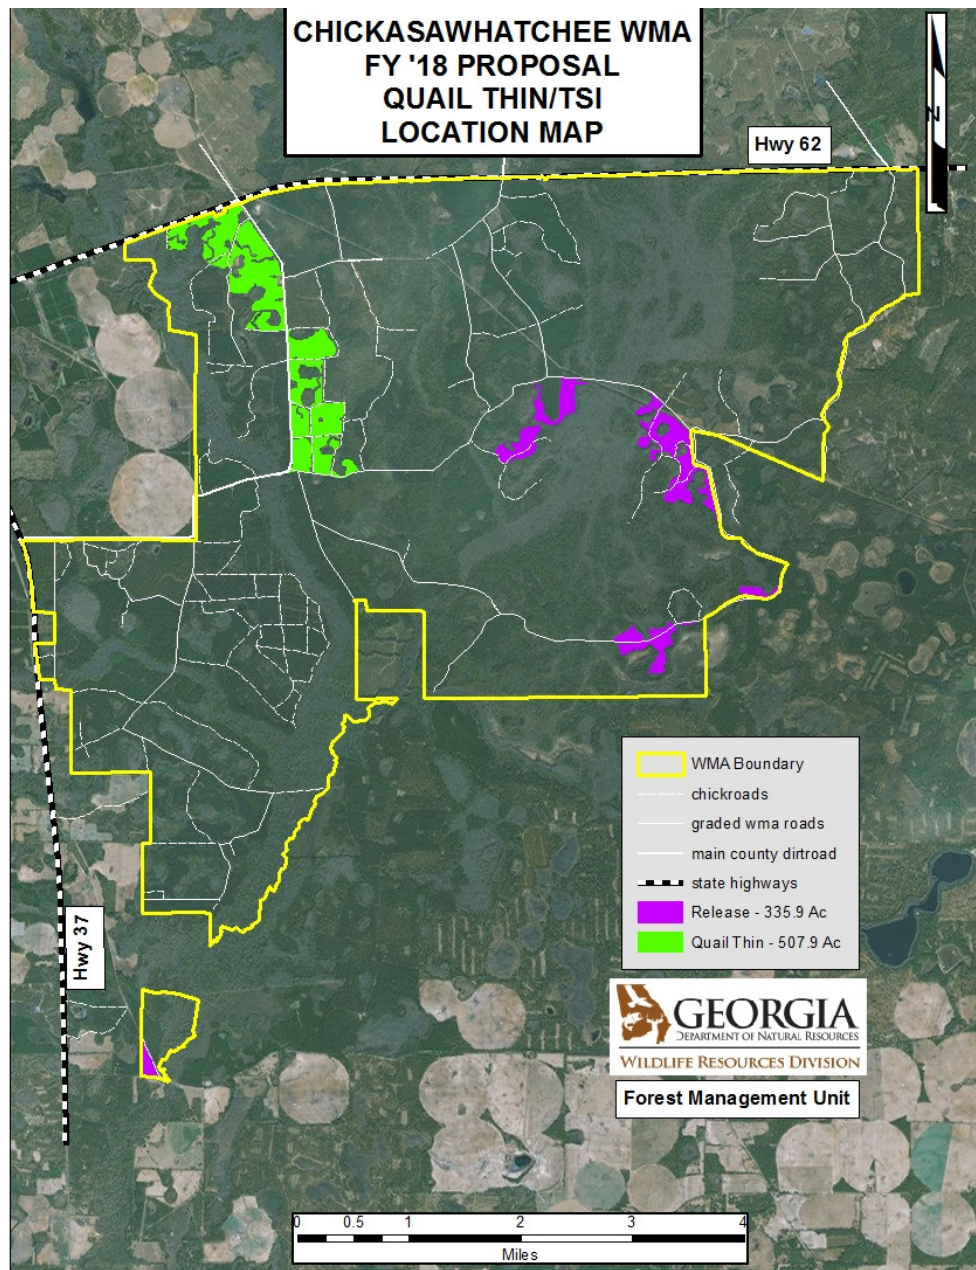 CHICKASAWHATCHEE WMA
FY '18 PROPOSAL
QUAIL THIN/TSI
LOCATION MAP
N
Hwy 62
WMA Boundary
chickroads
graded wma roads
main county dirtroad
state highways
Release - 335.9 Ac
Quail Thin - 507.9 Ac
Hwy 37
GEORGIA
DEPARTMENT OF NATURAL RESOURCES
WILDLIFE RESOURCES DIVISION
Forest Management Unit
0 0.5 1 2 3 4
Miles